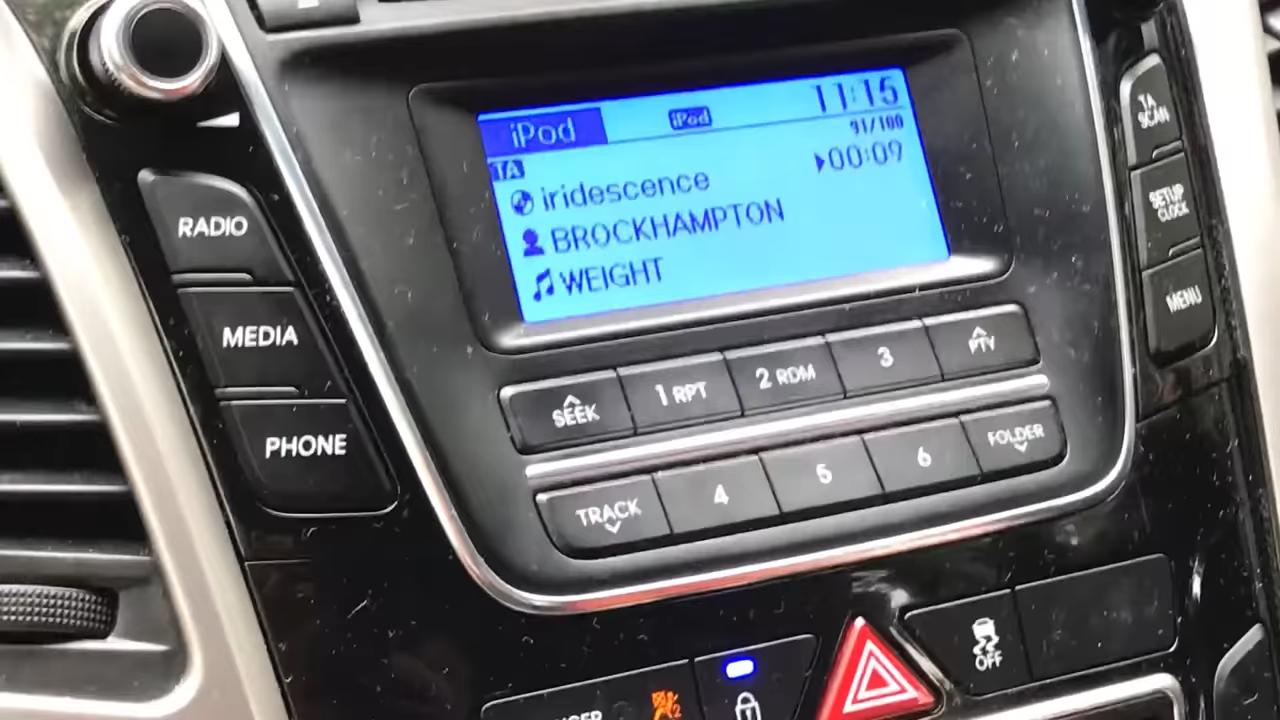 iPod iPod 11:15
91/100
TA
iridescence ▶00:09
BROCKHAMPTON
WEIGHT
RADIO
MEDIA
PHONE
SEEK 1 RPT 2 RDM 3 PTY
TRACK 4 5 6 FOLDER
TA
SCAN
SETUP
CLOCK
MENU
OFF
2